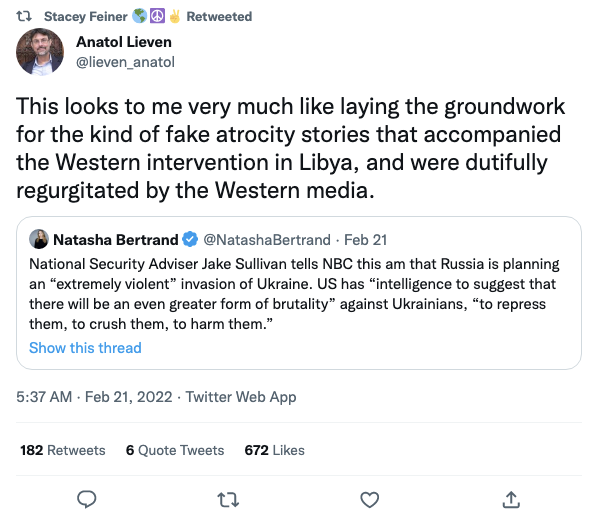 Stacey Feiner 🌎☮️✌️ Retweeted
Anatol Lieven
@lieven_anatol
This looks to me very much like laying the groundwork
for the kind of fake atrocity stories that accompanied
the Western intervention in Libya, and were dutifully
regurgitated by the Western media.
Natasha Bertrand @NatashaBertrand · Feb 21
National Security Adviser Jake Sullivan tells NBC this am that Russia is planning
an “extremely violent” invasion of Ukraine. US has “intelligence to suggest that
there will be an even greater form of brutality” against Ukrainians, “to repress
them, to crush them, to harm them.”
Show this thread
5:37 AM · Feb 21, 2022 · Twitter Web App
182 Retweets 6 Quote Tweets 672 Likes